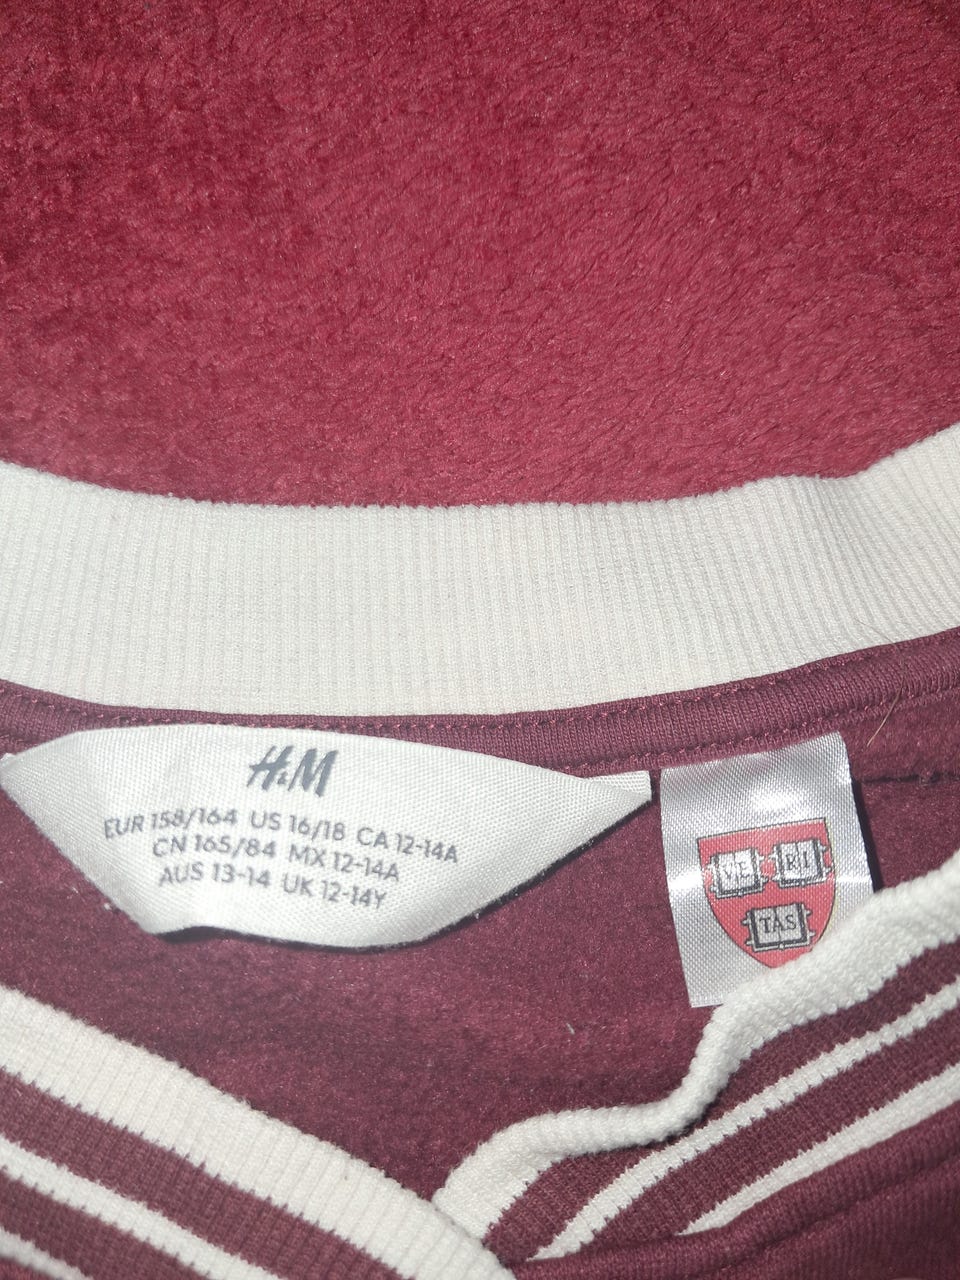 H&M
EUR 158/164 US 16/18 CA 12-14A
CN 165/84 MX 12-14A
AUS 13-14 UK 12-14Y
VE RI
TAS